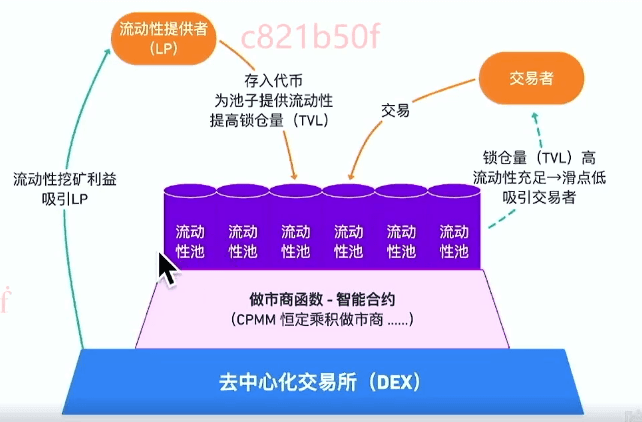 流动性提供者
（LP）
c821b50f
交易者
存入代币
为池子提供流动性
提高锁仓量（TVL）
交易
流动性挖矿利益
吸引LP
锁仓量（TVL）高
流动性充足→滑点低
吸引交易者
流动 流动 流动 流动 流动 流动
性池 性池 性池 性池 性池 性池
做市商函数 - 智能合约
（CPMM 恒定乘积做市商 ......）
去中心化交易所（DEX）